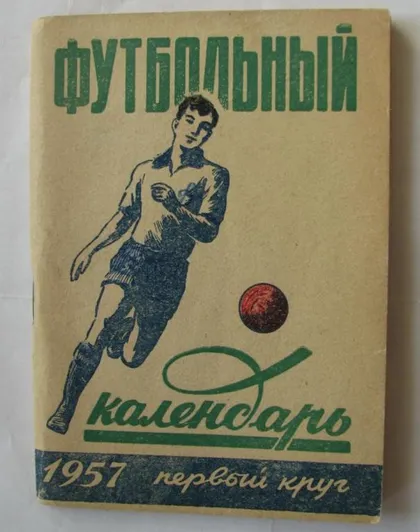 ФУТБОЛЬНЫЙ
календарь
1957 первый круг